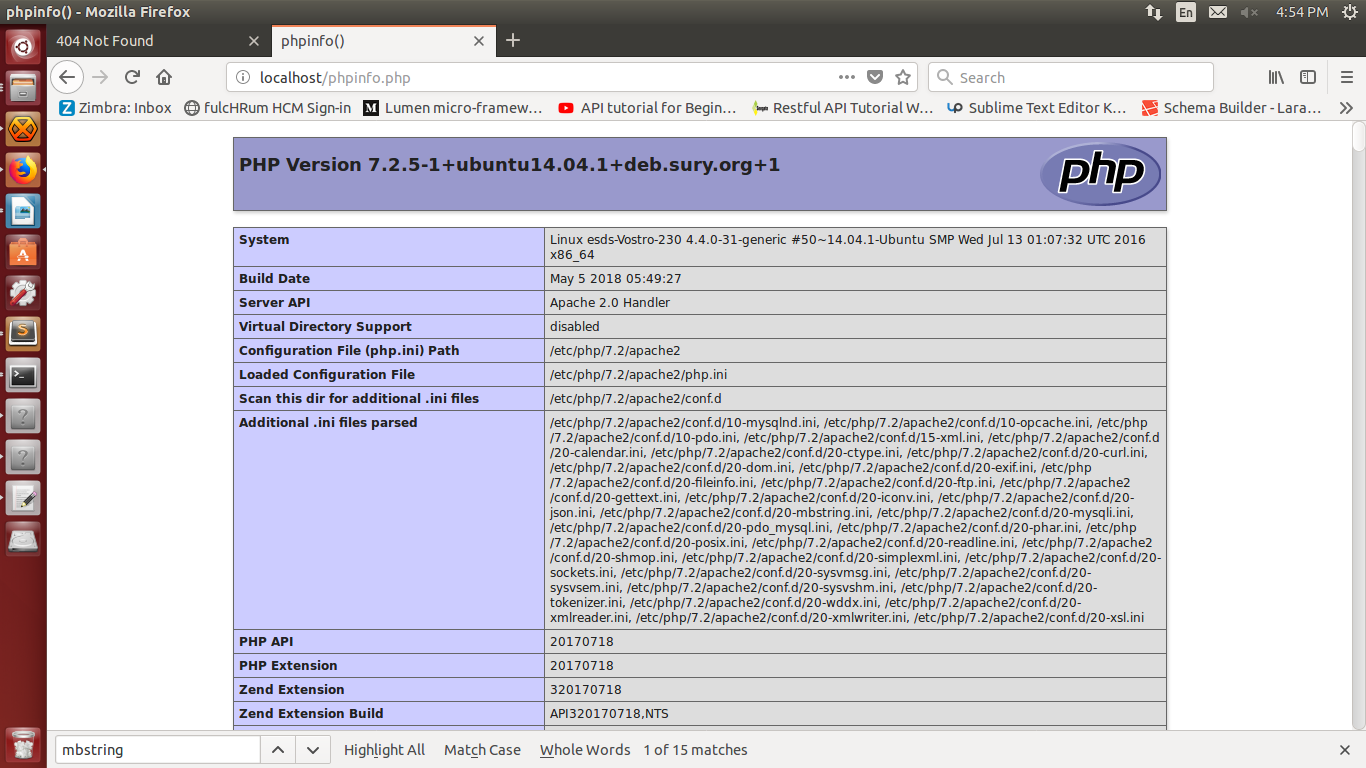 phpinfo() - Mozilla Firefox
En
4:54 PM
404 Not Found
phpinfo()
localhost/phpinfo.php
Search
Zimbra: Inbox
fulcHRum HCM Sign-in
Lumen micro-framew...
API tutorial for Begin...
Restful API Tutorial W...
Sublime Text Editor K...
Schema Builder - Lara...
PHP Version 7.2.5-1+ubuntu14.04.1+deb.sury.org+1
php
System
Linux esds-Vostro-230 4.4.0-31-generic #50~14.04.1-Ubuntu SMP Wed Jul 13 01:07:32 UTC 2016
x86_64
Build Date
May 5 2018 05:49:27
Server API
Apache 2.0 Handler
Virtual Directory Support
disabled
Configuration File (php.ini) Path
/etc/php/7.2/apache2
Loaded Configuration File
/etc/php/7.2/apache2/php.ini
Scan this dir for additional .ini files
/etc/php/7.2/apache2/conf.d
Additional .ini files parsed
/etc/php/7.2/apache2/conf.d/10-mysqlnd.ini, /etc/php/7.2/apache2/conf.d/10-opcache.ini, /etc/php
/7.2/apache2/conf.d/10-pdo.ini, /etc/php/7.2/apache2/conf.d/15-xml.ini, /etc/php/7.2/apache2/conf.d
/20-calendar.ini, /etc/php/7.2/apache2/conf.d/20-ctype.ini, /etc/php/7.2/apache2/conf.d/20-curl.ini,
/etc/php/7.2/apache2/conf.d/20-dom.ini, /etc/php/7.2/apache2/conf.d/20-exif.ini, /etc/php
/7.2/apache2/conf.d/20-fileinfo.ini, /etc/php/7.2/apache2/conf.d/20-ftp.ini, /etc/php/7.2/apache2
/conf.d/20-gettext.ini, /etc/php/7.2/apache2/conf.d/20-iconv.ini, /etc/php/7.2/apache2/conf.d/20-
json.ini, /etc/php/7.2/apache2/conf.d/20-mbstring.ini, /etc/php/7.2/apache2/conf.d/20-mysqli.ini,
/etc/php/7.2/apache2/conf.d/20-pdo_mysql.ini, /etc/php/7.2/apache2/conf.d/20-phar.ini, /etc/php
/7.2/apache2/conf.d/20-posix.ini, /etc/php/7.2/apache2/conf.d/20-readline.ini, /etc/php/7.2/apache2
/conf.d/20-shmop.ini, /etc/php/7.2/apache2/conf.d/20-simplexml.ini, /etc/php/7.2/apache2/conf.d/20-
sockets.ini, /etc/php/7.2/apache2/conf.d/20-sysvmsg.ini, /etc/php/7.2/apache2/conf.d/20-
sysvsem.ini, /etc/php/7.2/apache2/conf.d/20-sysvshm.ini, /etc/php/7.2/apache2/conf.d/20-
tokenizer.ini, /etc/php/7.2/apache2/conf.d/20-wddx.ini, /etc/php/7.2/apache2/conf.d/20-
xmlreader.ini, /etc/php/7.2/apache2/conf.d/20-xmlwriter.ini, /etc/php/7.2/apache2/conf.d/20-xsl.ini
PHP API
20170718
PHP Extension
20170718
Zend Extension
320170718
Zend Extension Build
API320170718,NTS
mbstring
Highlight All
Match Case
Whole Words
1 of 15 matches